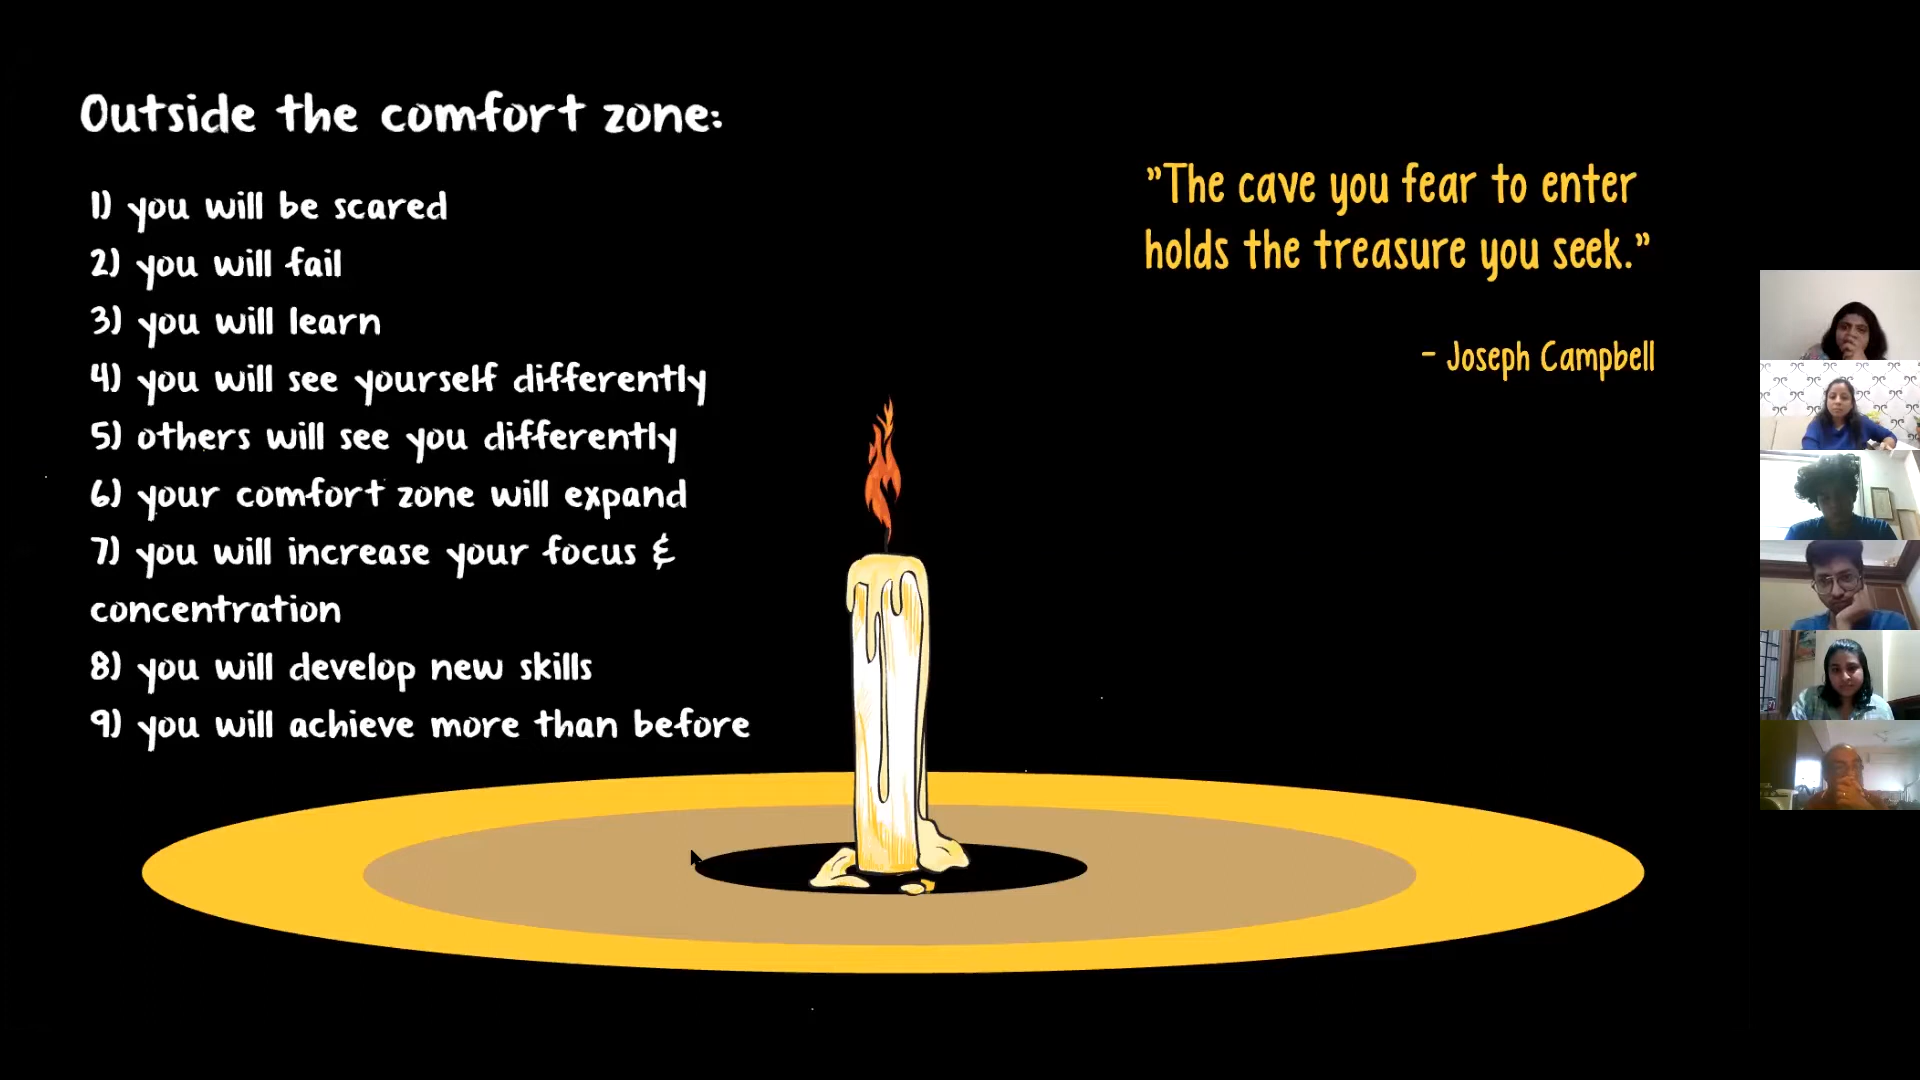 Outside the comfort zone:
1) you will be scared
2) you will fail
3) you will learn
4) you will see yourself differently
5) others will see you differently
6) your comfort zone will expand
7) you will increase your focus &
concentration
8) you will develop new skills
9) you will achieve more than before
"The cave you fear to enter
holds the treasure you seek."
- Joseph Campbell